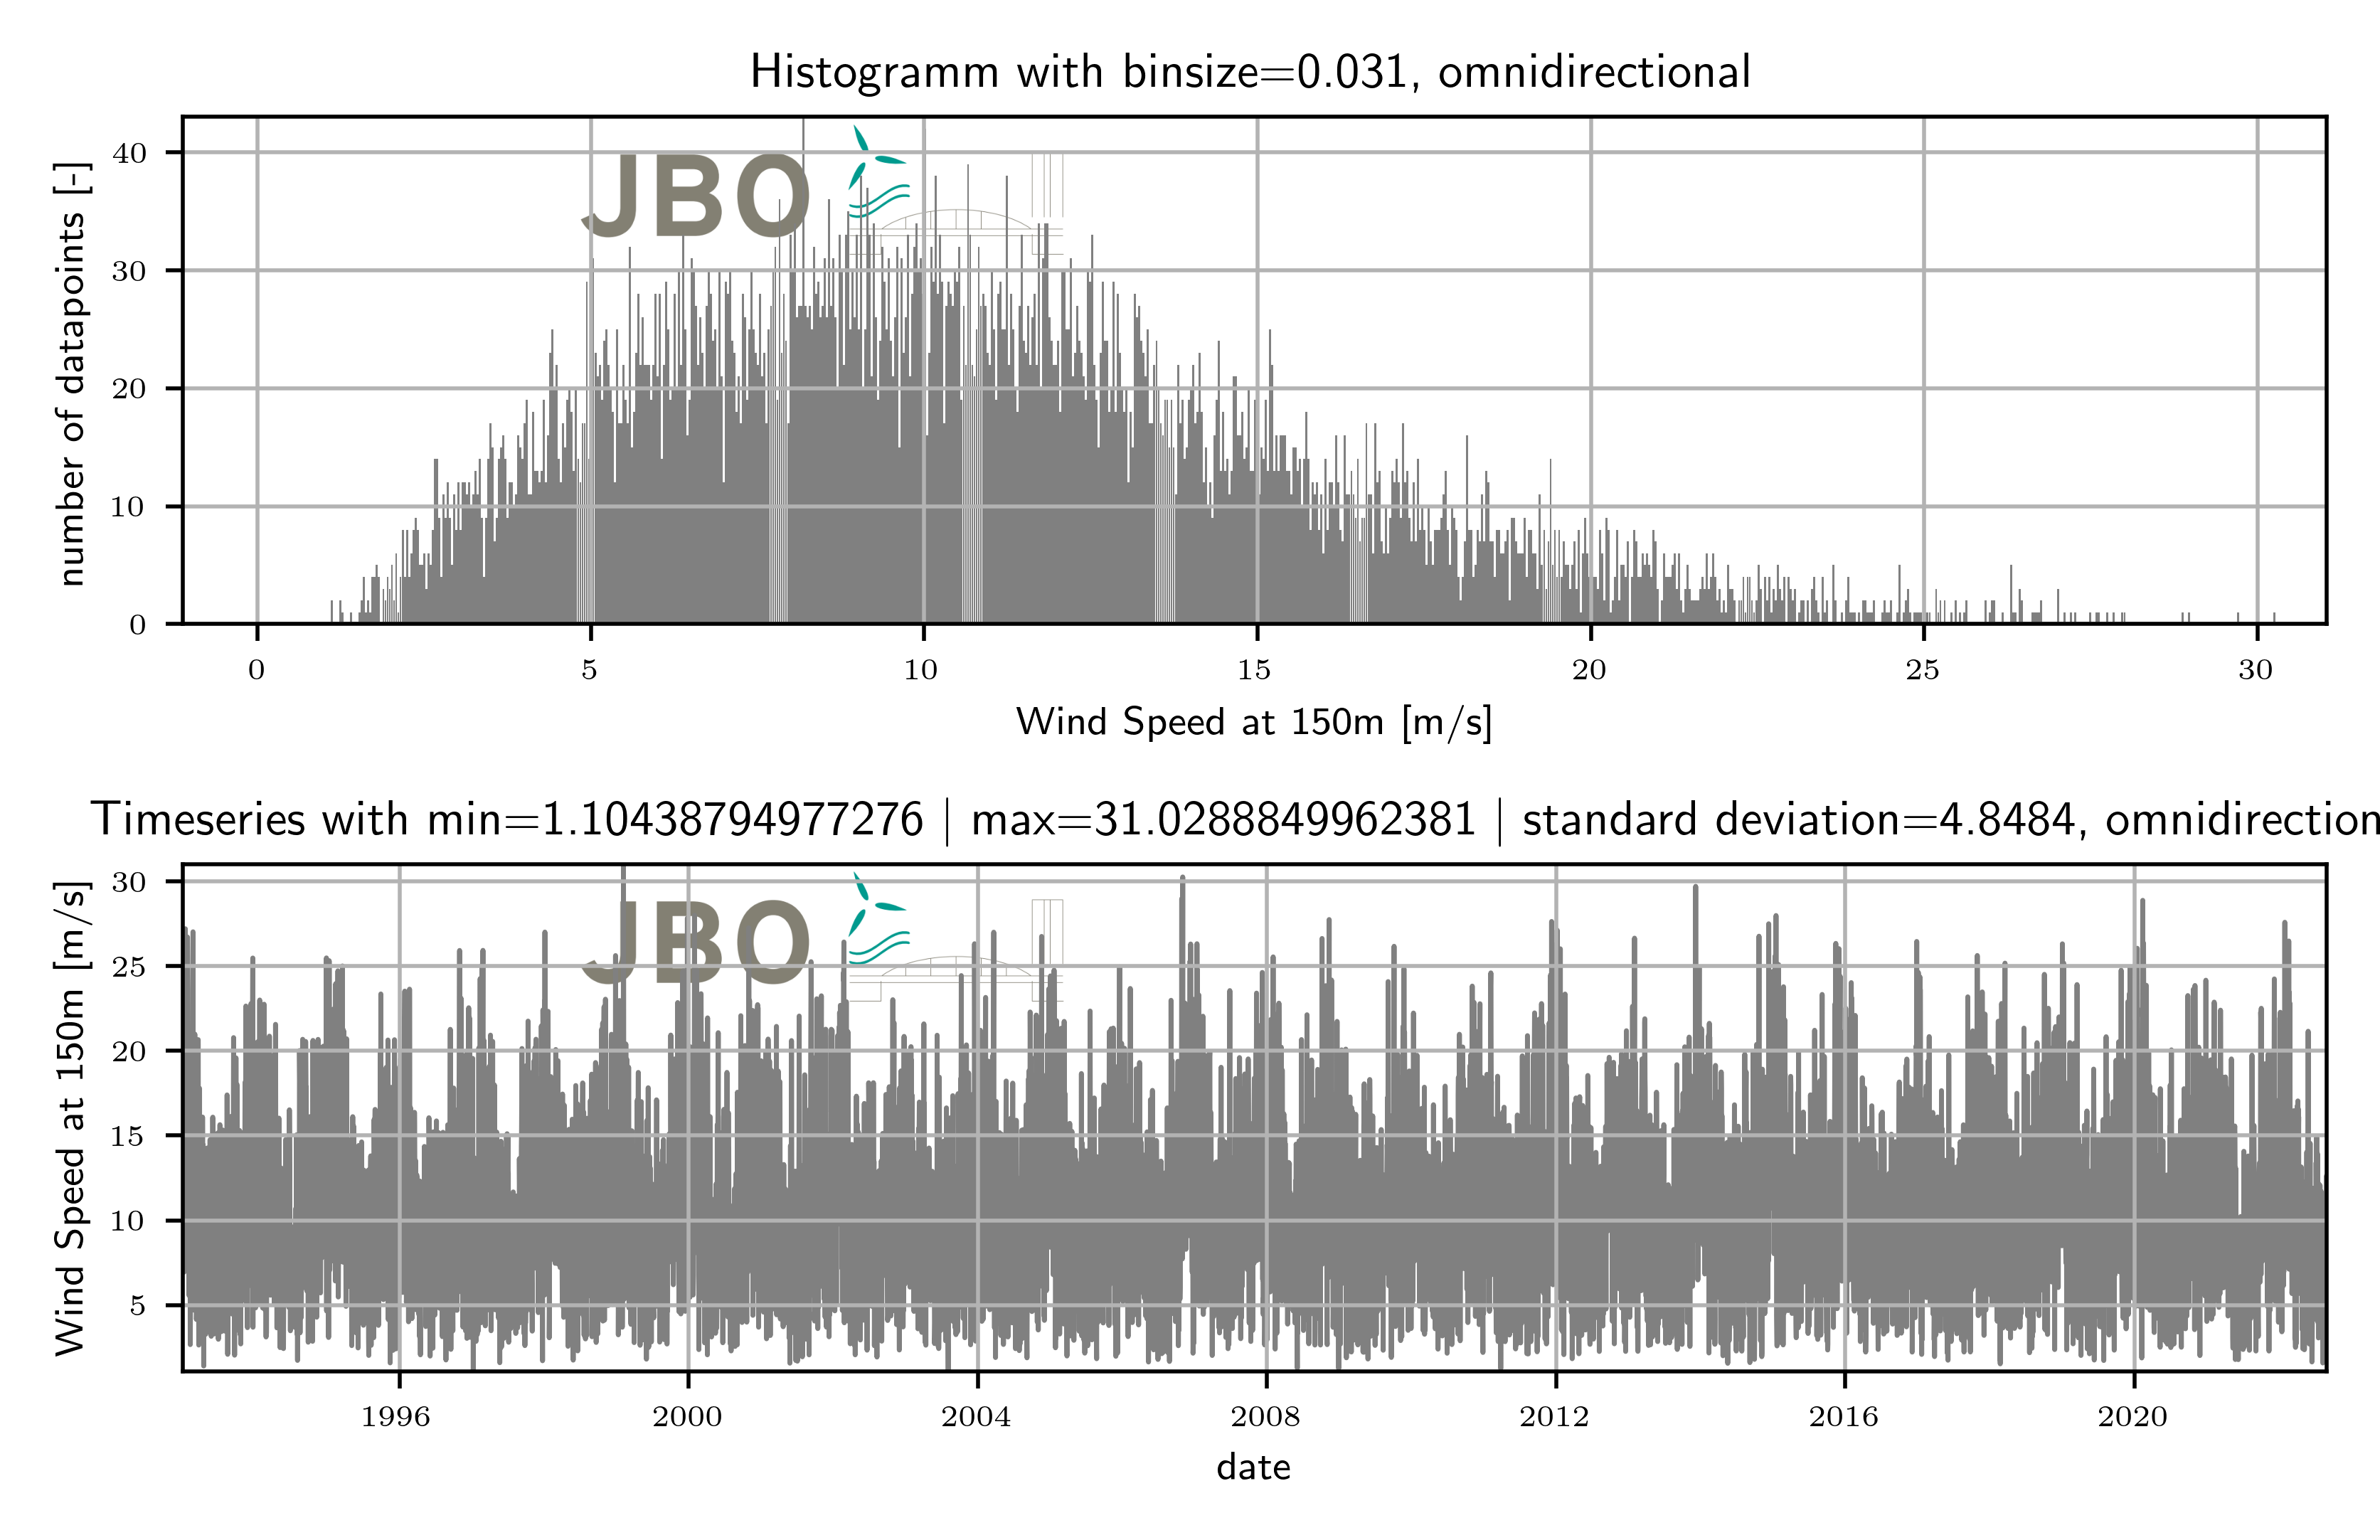 Histogramm with binsize=0.031, omnidirectional
JBO
40
30
20
10
0
number of datapoints [-]
0 5 10 15 20 25 30
Wind Speed at 150m [m/s]
Timeseries with min=1.10438794977276 | max=31.0288849962381 | standard deviation=4.8484, omnidirection
JBO
30
25
20
15
10
5
Wind Speed at 150m [m/s]
1996 2000 2004 2008 2012 2016 2020
date